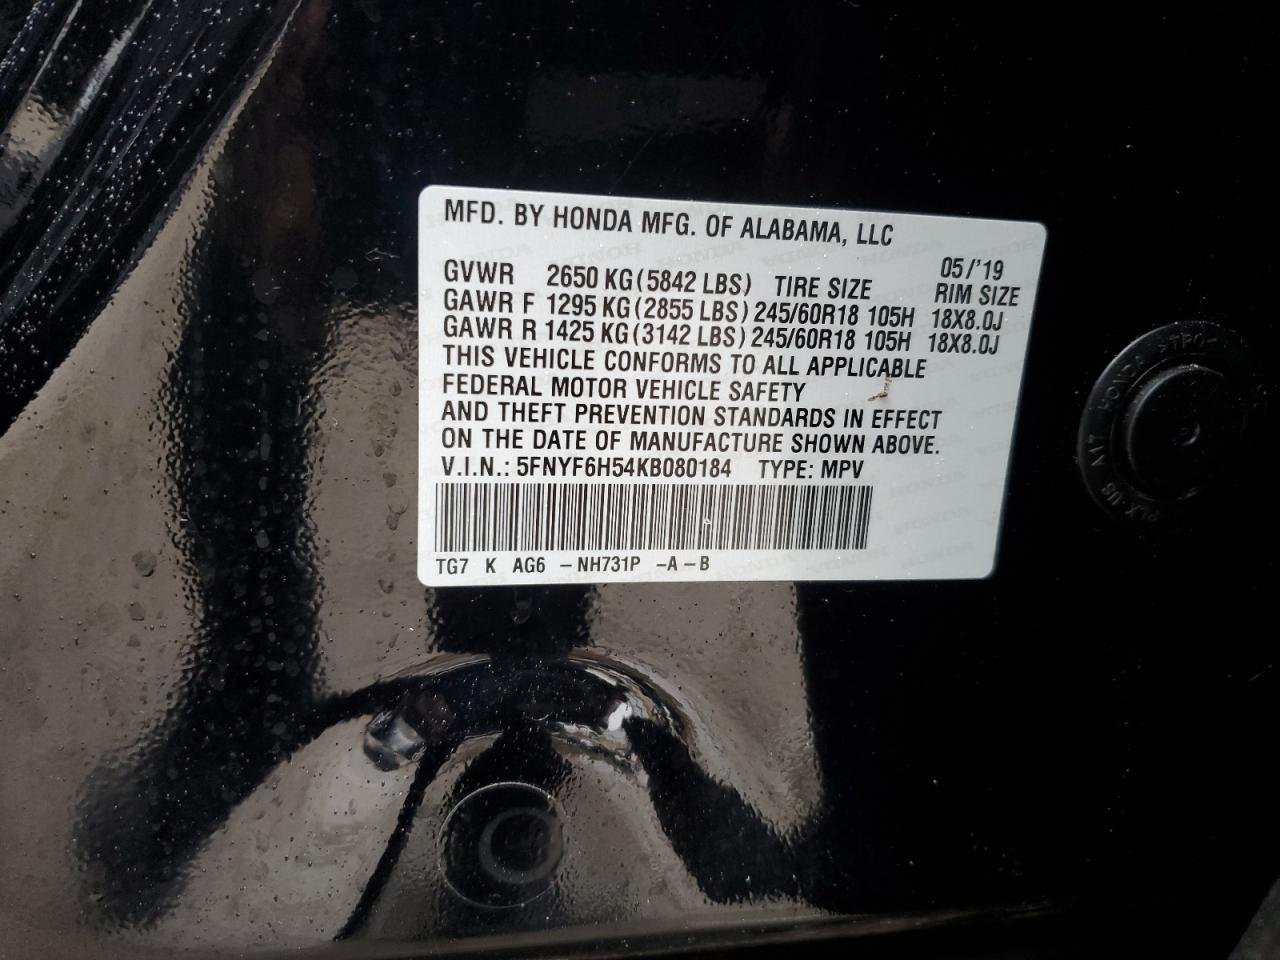 MFD. BY HONDA MFG. OF ALABAMA, LLC
05/'19
GVWR 2650 KG(5842 LBS) TIRE SIZE RIM SIZE
GAWR F 1295 KG(2855 LBS) 245/60R18 105H 18X8.0J
GAWR R 1425 KG(3142 LBS) 245/60R18 105H 18X8.0J
THIS VEHICLE CONFORMS TO ALL APPLICABLE
FEDERAL MOTOR VEHICLE SAFETY
AND THEFT PREVENTION STANDARDS IN EFFECT
ON THE DATE OF MANUFACTURE SHOWN ABOVE.
V.I.N.: 5FNYF6H54KB080184 TYPE: MPV
TG7 K AG6 -NH731P -A-B
HONDA